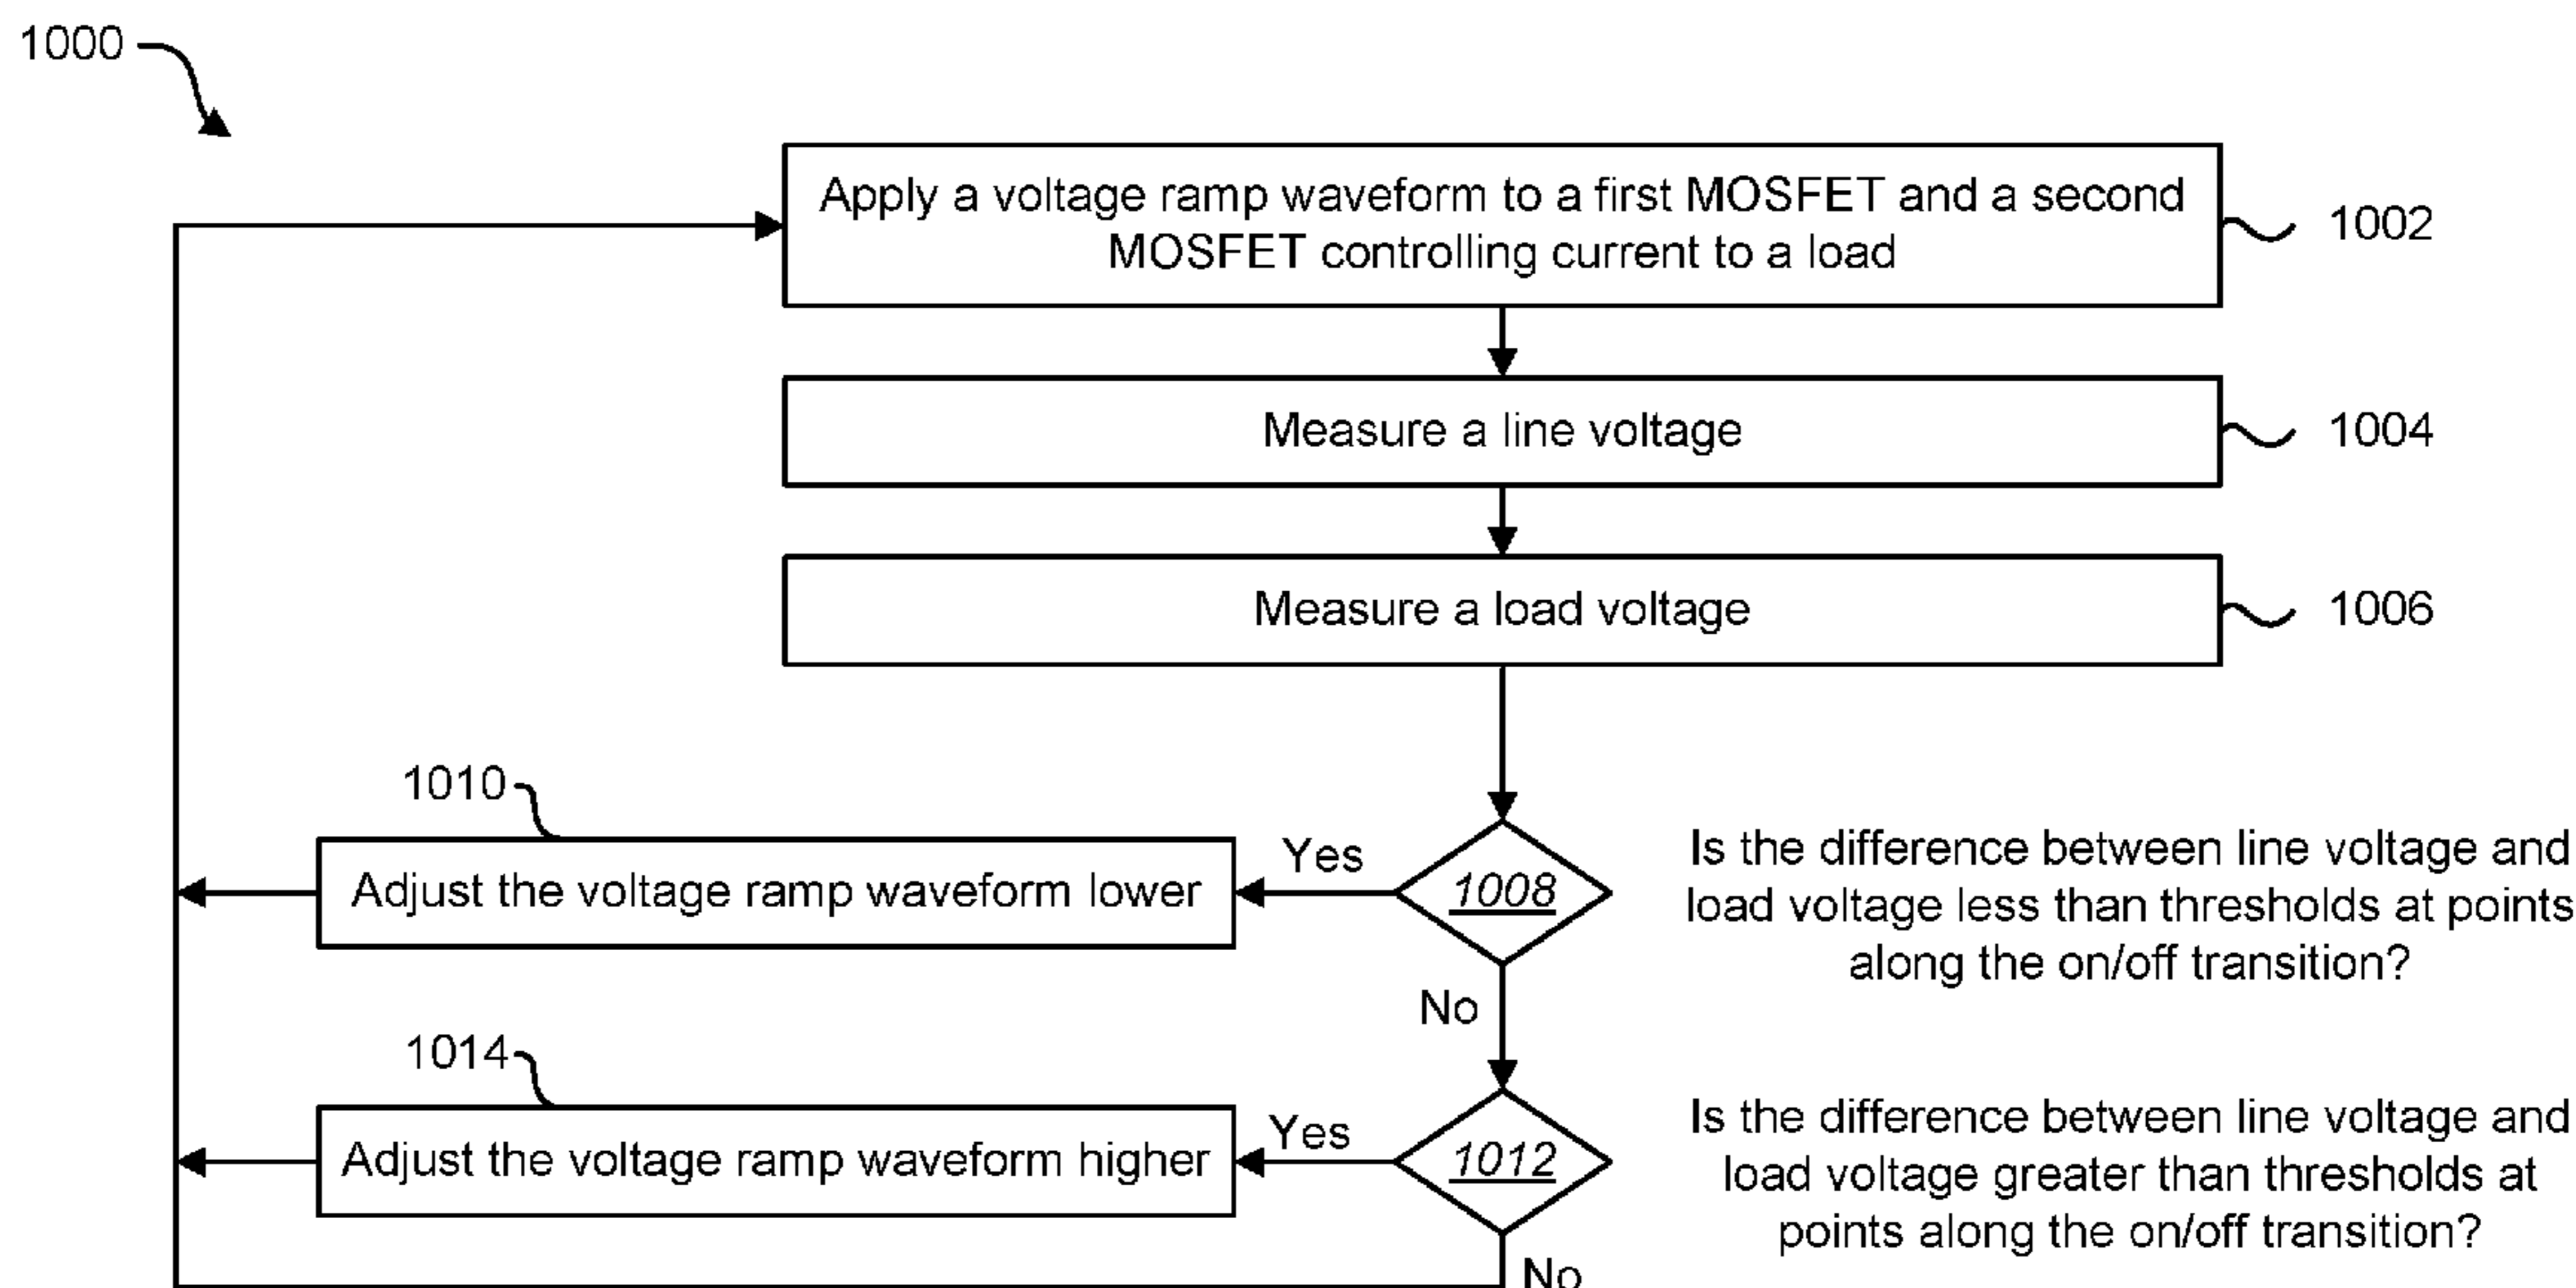 1000
Apply a voltage ramp waveform to a first MOSFET and a second
MOSFET controlling current to a load
1002
Measure a line voltage
1004
Measure a load voltage
1006
1010
Adjust the voltage ramp waveform lower
Yes
1008
Is the difference between line voltage and
load voltage less than thresholds at points
along the on/off transition?
No
1014
Adjust the voltage ramp waveform higher
Yes
1012
Is the difference between line voltage and
load voltage greater than thresholds at
points along the on/off transition?
No